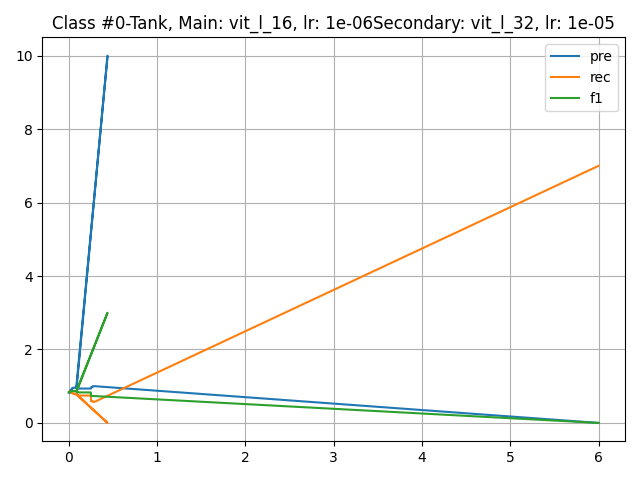 Class #0-Tank, Main: vit_l_16, lr: 1e-06Secondary: vit_l_32, lr: 1e-05
pre
rec
f1
10
8
6
4
2
0
0 1 2 3 4 5 6